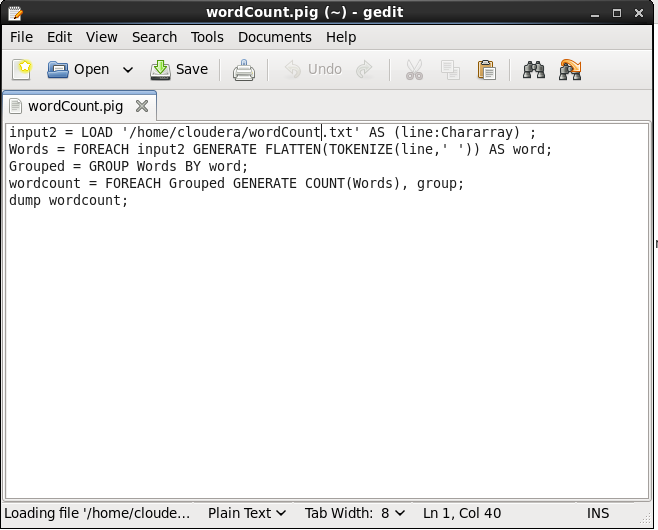 wordCount.pig (~) - gedit
File Edit View Search Tools Documents Help
Open Save Undo
wordCount.pig
input2 = LOAD '/home/cloudera/wordCount.txt' AS (line:Chararray) ;
Words = FOREACH input2 GENERATE FLATTEN(TOKENIZE(line,' ')) AS word;
Grouped = GROUP Words BY word;
wordcount = FOREACH Grouped GENERATE COUNT(Words), group;
dump wordcount;
Loading file '/home/cloude... Plain Text Tab Width: 8 Ln 1, Col 40 INS